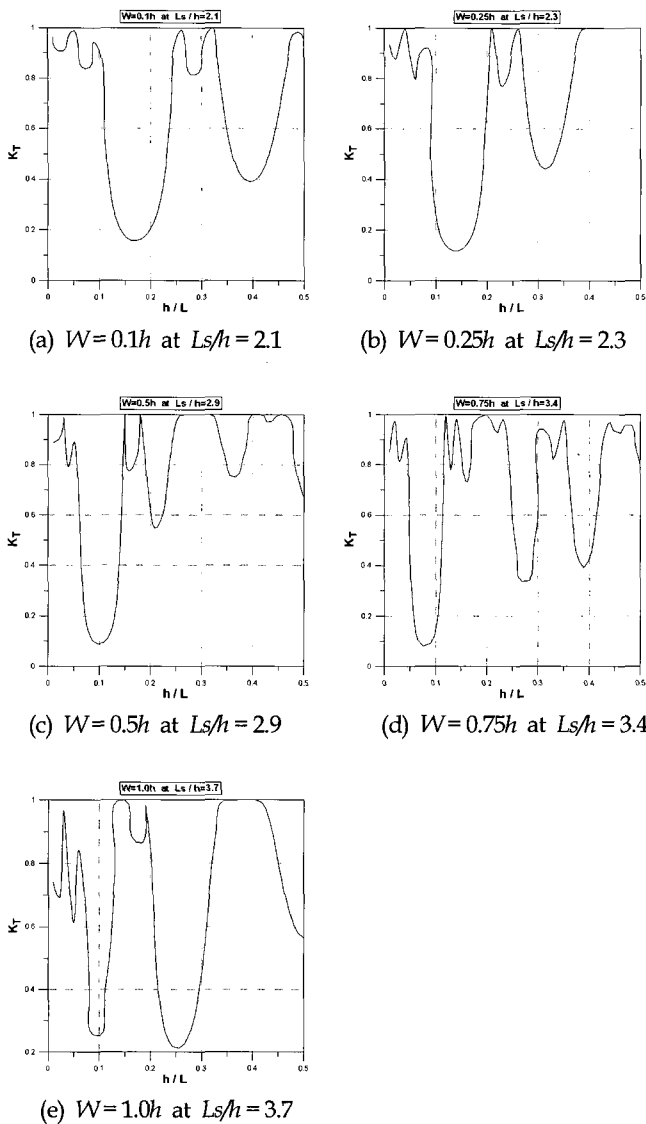 W=0.1h at Ls / h=2.1
1
0.8
0.6
0.4
0.2
0
K_T
0 0.1 0.2 0.3 0.4 0.5
h / L
(a) W = 0.1h at Ls/h = 2.1
W=0.25h at Ls / h=2.3
1
0.8
0.6
0.4
0.2
0
K_T
0 0.1 0.2 0.3 0.4 0.5
h / L
(b) W = 0.25h at Ls/h = 2.3
W=0.5h at Ls / h=2.9
1
0.8
0.6
0.4
0.2
0
K_T
0 0.1 0.2 0.3 0.4 0.5
h / L
(c) W = 0.5h at Ls/h = 2.9
W=0.75h at Ls / h=3.4
1
0.8
0.6
0.4
0.2
0
K_T
0 0.1 0.2 0.3 0.4 0.5
h / L
(d) W = 0.75h at Ls/h = 3.4
W=1.0h at Ls / h=3.7
1
0.8
0.6
0.4
0.2
K_T
0 0.1 0.2 0.3 0.4 0.5
h / L
(e) W = 1.0h at Ls/h = 3.7